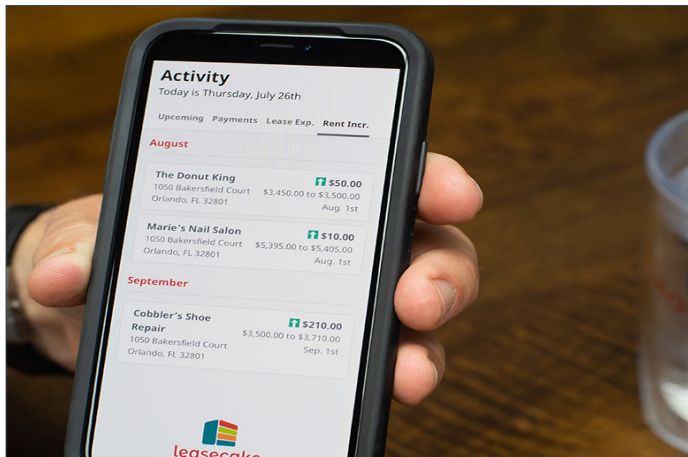 Activity
Today is Thursday, July 26th
Upcoming Payments Lease Exp. Rent Incr.
August
The Donut King $50.00
1050 Bakersfield Court $3,450.00 to $3,500.00
Orlando, FL 32801 Aug. 1st
Marie's Nail Salon $10.00
1050 Bakersfield Court $5,395.00 to $5,405.00
Orlando, FL 32801 Aug. 1st
September
Cobbler's Shoe $210.00
Repair $3,500.00 to $3,710.00
1050 Bakersfield Court Sep. 1st
Orlando, FL 32801
leasecake